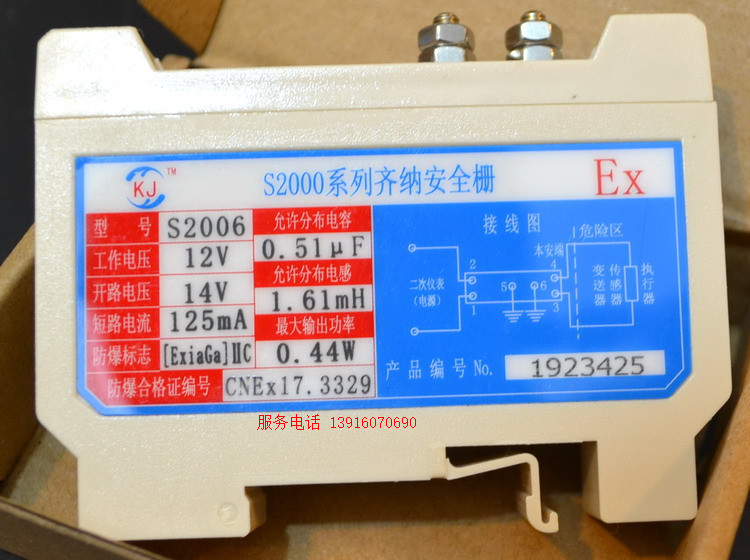 KJ TM
S2000系列齐纳安全栅
Ex
型 号 S2006
工作电压 12V
开路电压 14V
短路电流 125mA
防爆标志 [ExiaGa]ⅡC
防爆合格证编号 CNEx17.3329
允许分布电容
0.51μF
允许分布电感
1.61mH
最大输出功率
0.44W
接线图
危险区
本安端
二次仪表
(电源)
2
1
5
6
4
3
变送器
传感器
执行器
产品编号No. 1923425
服务电话 13916070690